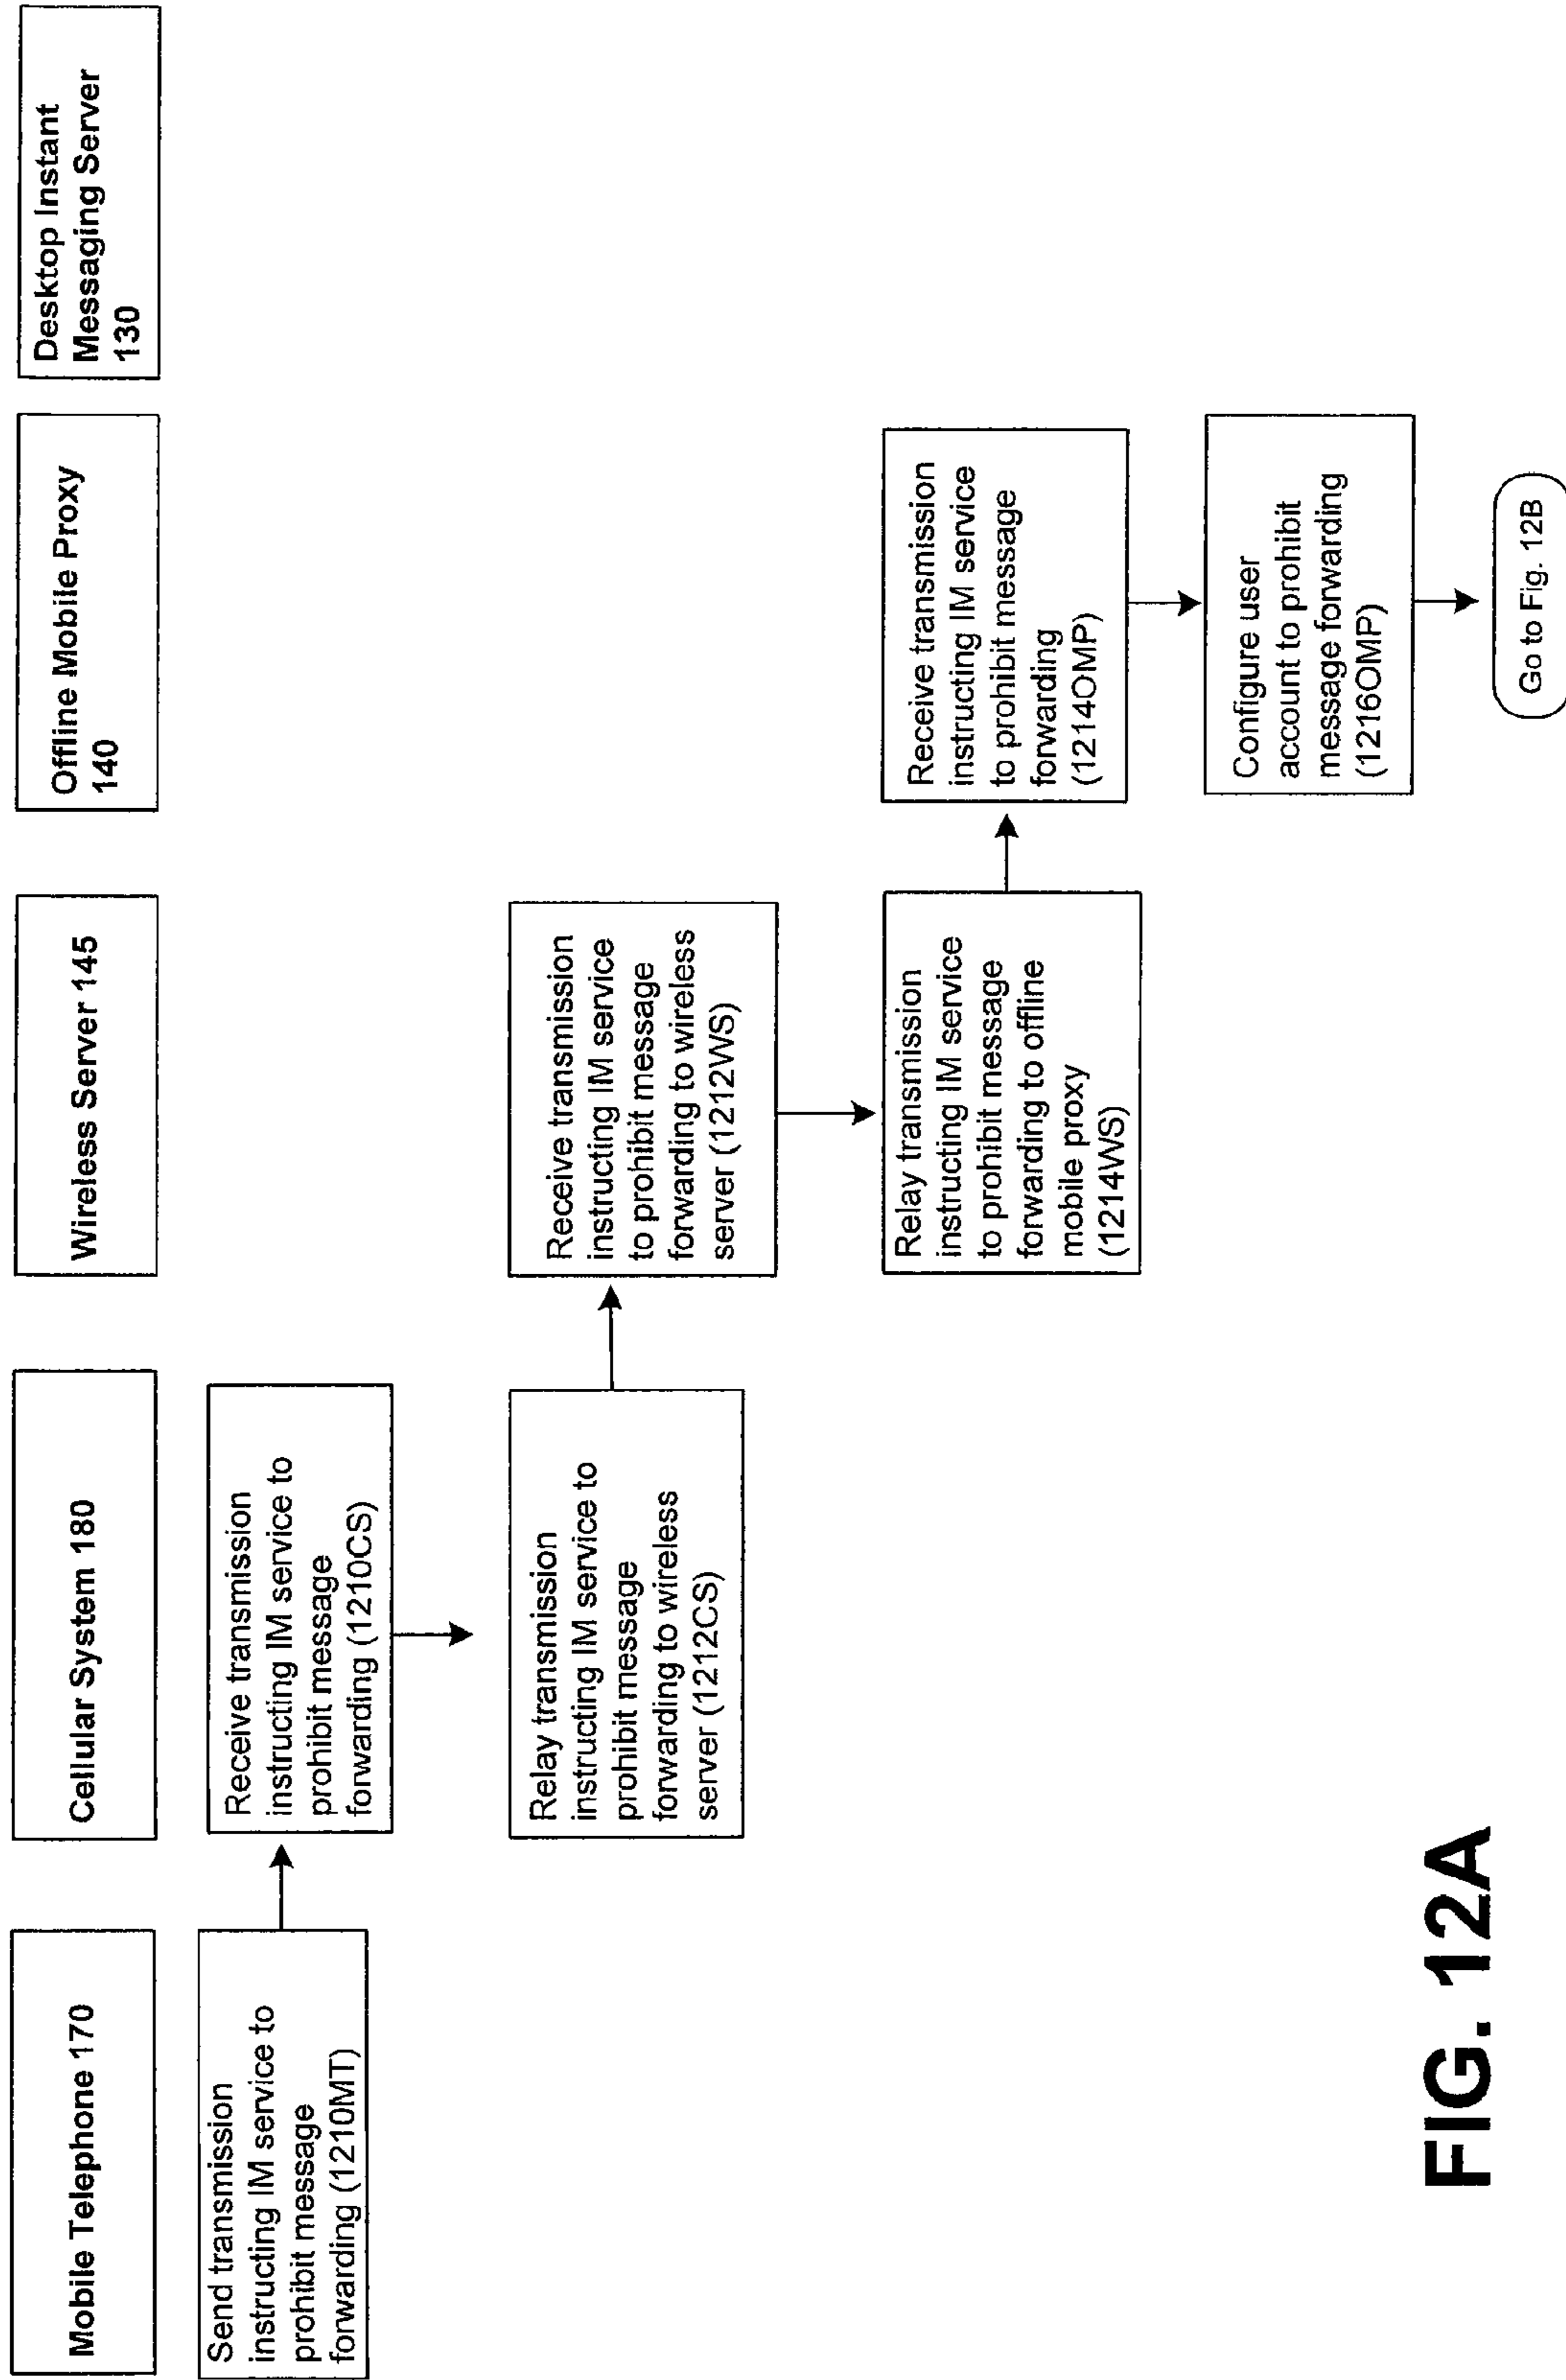 Mobile Telephone 170
Cellular System 180
Wireless Server 145
Offline Mobile Proxy
140
Desktop Instant
Messaging Server
130
Send transmission
instructing IM service to
prohibit message
forwarding (1210MT)
Receive transmission
instructing IM service to
prohibit message
forwarding (1210CS)
Relay transmission
instructing IM service to
prohibit message
forwarding to wireless
server (1212CS)
Receive transmission
instructing IM service
to prohibit message
forwarding to wireless
server (1212WS)
Relay transmission
instructing IM service
to prohibit message
forwarding to offline
mobile proxy
(1214WS)
Receive transmission
instructing IM service
to prohibit message
forwarding
(1214OMP)
Configure user
account to prohibit
message forwarding
(1216OMP)
Go to Fig. 12B
FIG. 12A